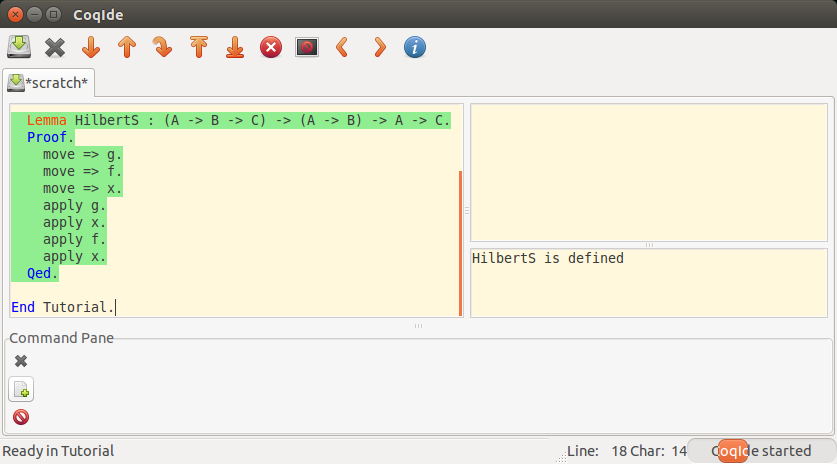 CoqIde
*scratch*
Lemma HilbertS : (A -> B -> C) -> (A -> B) -> A -> C.
Proof.
move => g.
move => f.
move => x.
apply g.
apply x.
apply f.
apply x.
Qed.
End Tutorial.
HilbertS is defined
Command Pane
Ready in Tutorial
Line: 18 Char: 14
CoqIde started